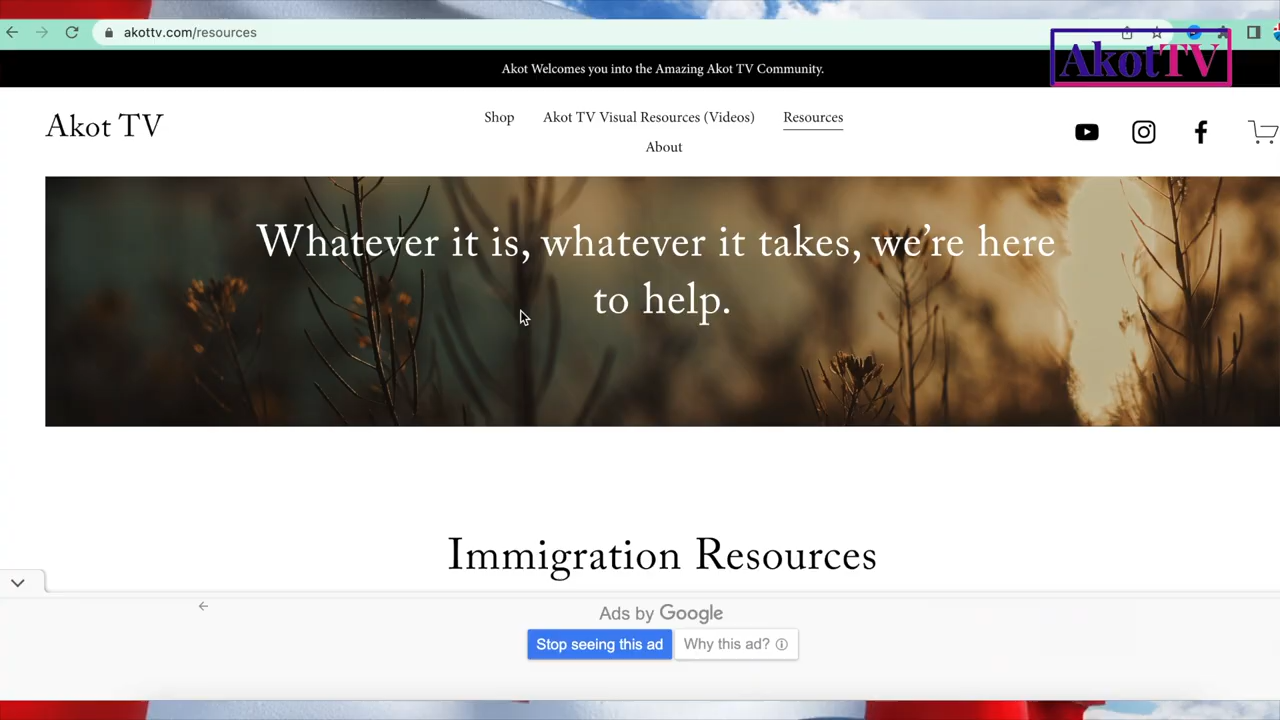 akottv.com/resources
AkotTV
Akot Welcomes you into the Amazing Akot TV Community.
Akot TV
Shop
Akot TV Visual Resources (Videos)
Resources
About
Whatever it is, whatever it takes, we're here
to help.
Immigration Resources
Ads by Google
Stop seeing this ad
Why this ad?